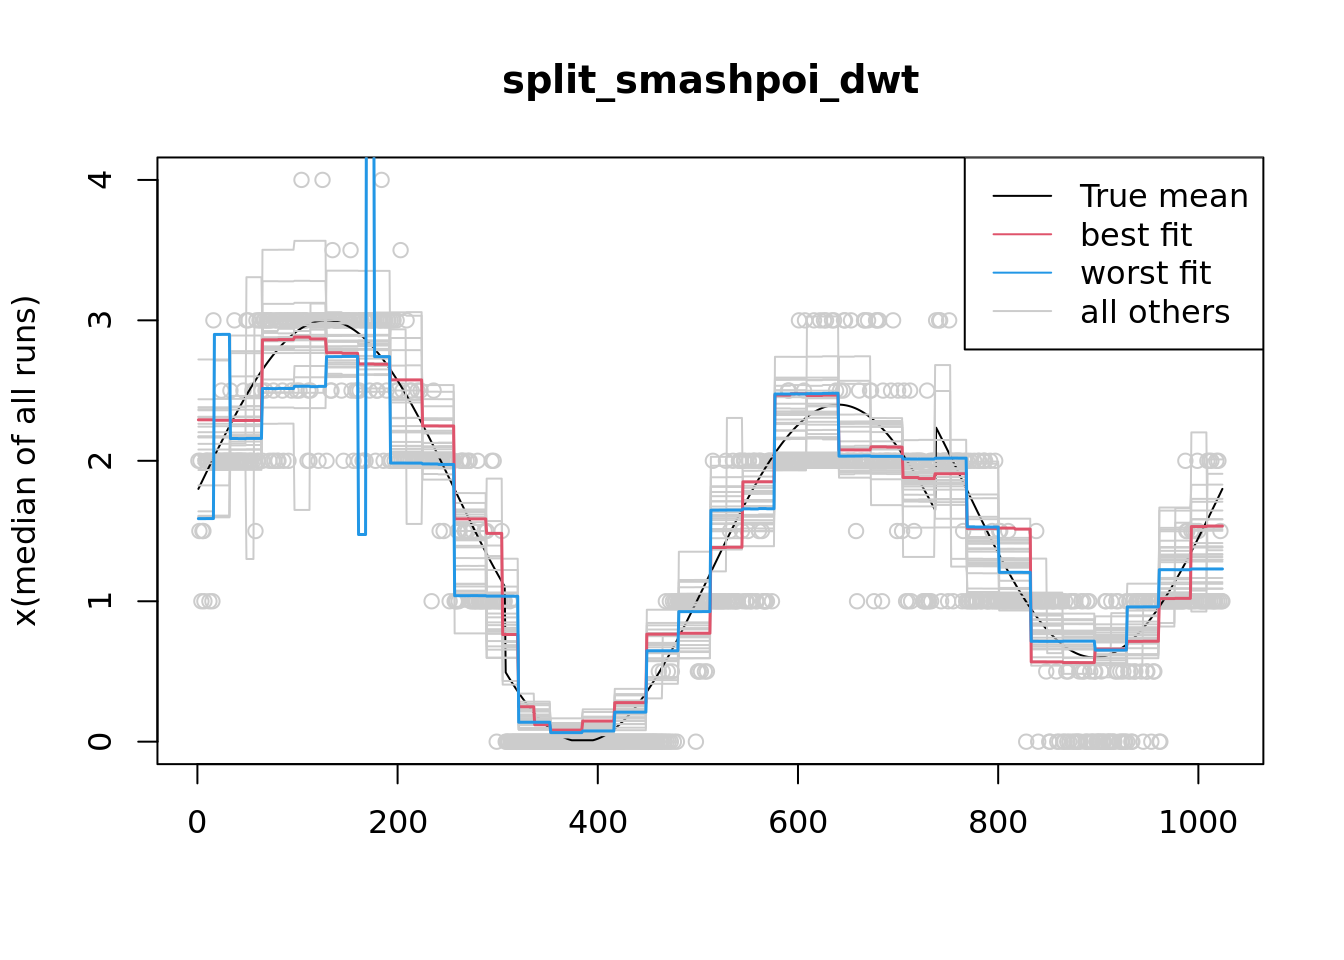 split_smashpoi_dwt
x(median of all runs)
4
3
2
1
0
True mean
best fit
worst fit
all others
0 200 400 600 800 1000